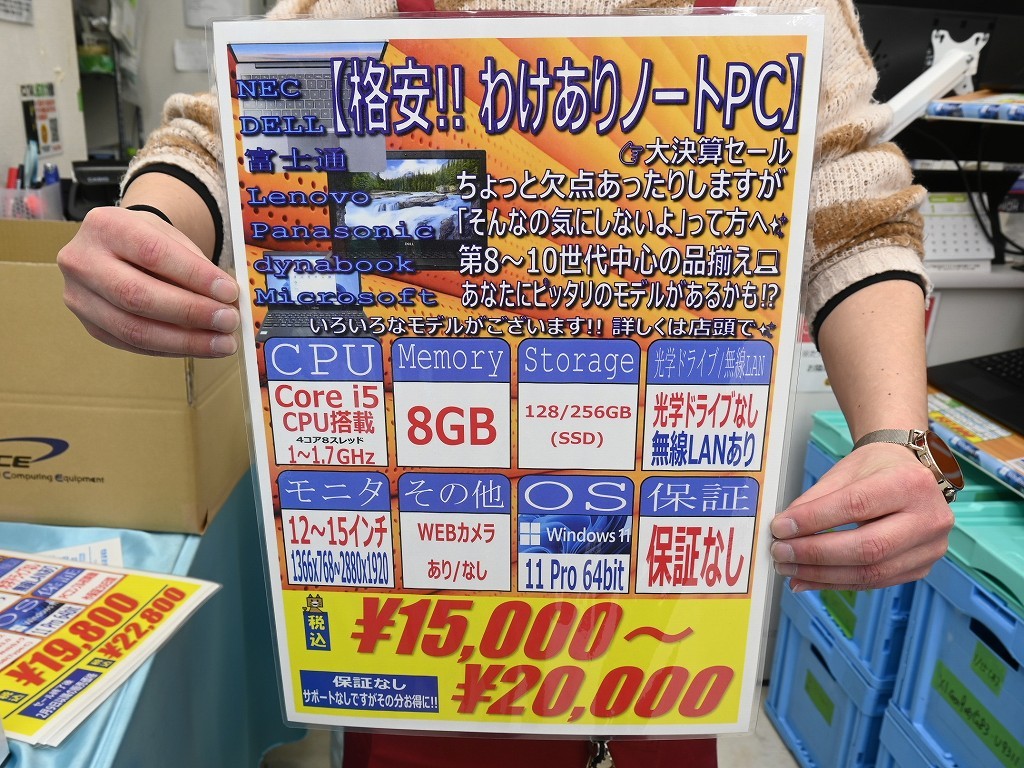 【格安!! わけありノートPC】
NEC
DELL
富士通
Lenovo
Panasonic
dynabook
Microsoft
👉大決算セール
ちょっと欠点あったりしますが
「そんなの気にしないよ」って方へ
第8～10世代中心の品揃え💻
あなたにピッタリのモデルがあるかも!?
いろいろなモデルがございます!! 詳しくは店頭で
CPU
Core i5
CPU搭載
4コア8スレッド
1～1.7GHz
Memory
8GB
Storage
128/256GB
(SSD)
光学ドライブ/無線LAN
光学ドライブなし
無線LANあり
モニタ
12～15インチ
1366x768~2880x1920
その他
WEBカメラ
あり/なし
OS
Windows 11
11 Pro 64bit
保証
保証なし
税込
¥15,000～
¥20,000
保証なし
サポートなしですがその分お得に!!
Computing Equipment
¥19,800
¥22,800